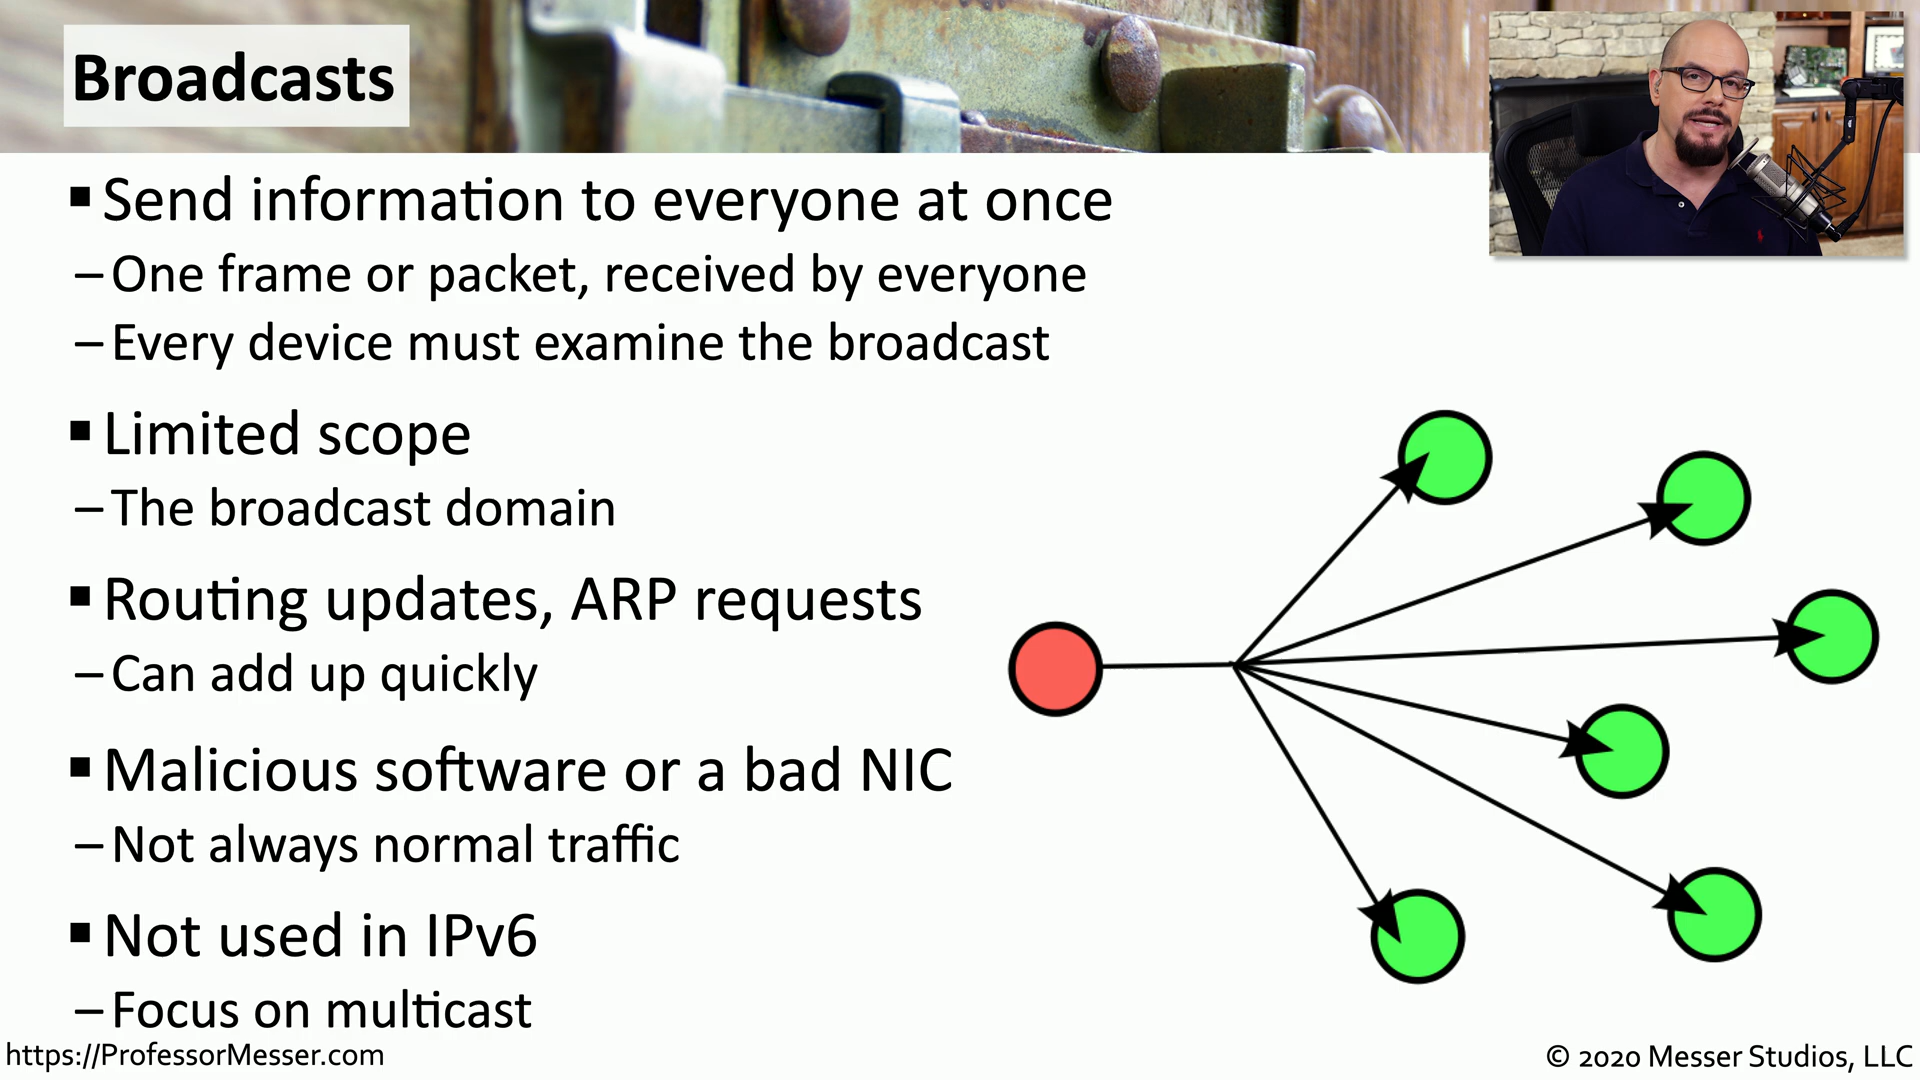 Broadcasts
▪ Send information to everyone at once
– One frame or packet, received by everyone
– Every device must examine the broadcast
▪ Limited scope
– The broadcast domain
▪ Routing updates, ARP requests
– Can add up quickly
▪ Malicious software or a bad NIC
– Not always normal traffic
▪ Not used in IPv6
– Focus on multicast
https://ProfessorMesser.com
© 2020 Messer Studios, LLC